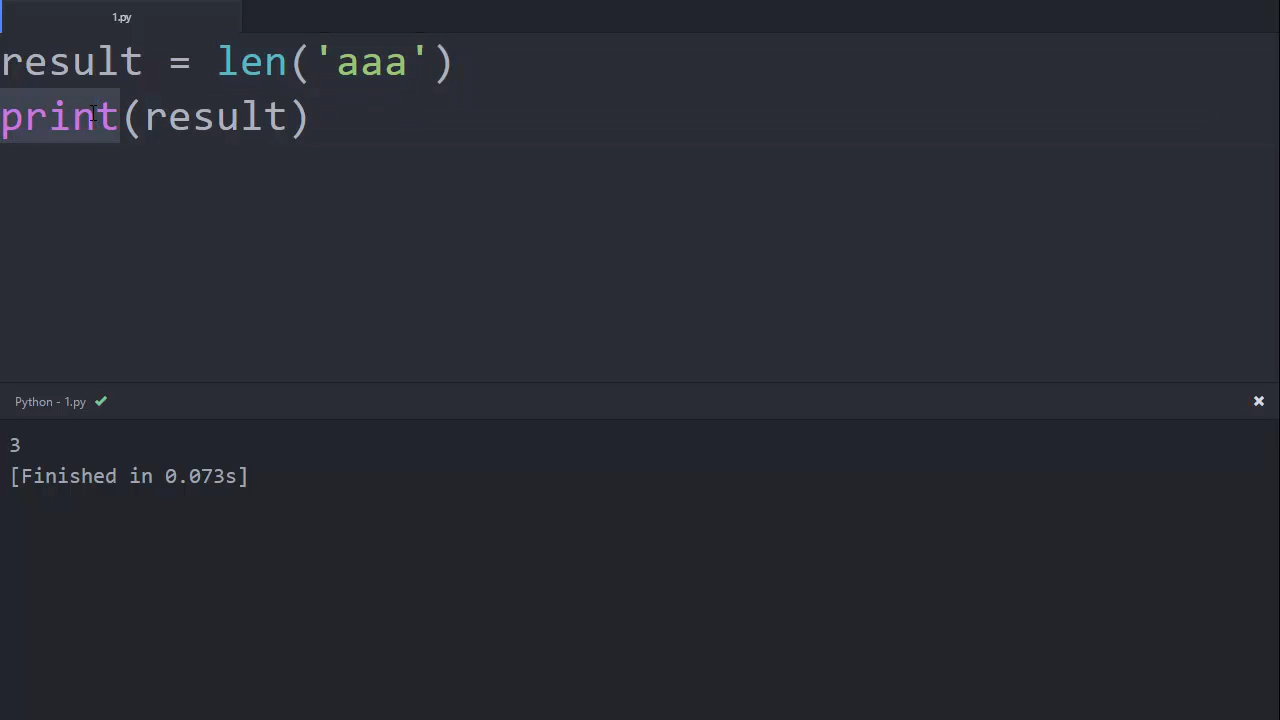 1.py
result = len('aaa')
print(result)
Python - 1.py
3
[Finished in 0.073s]